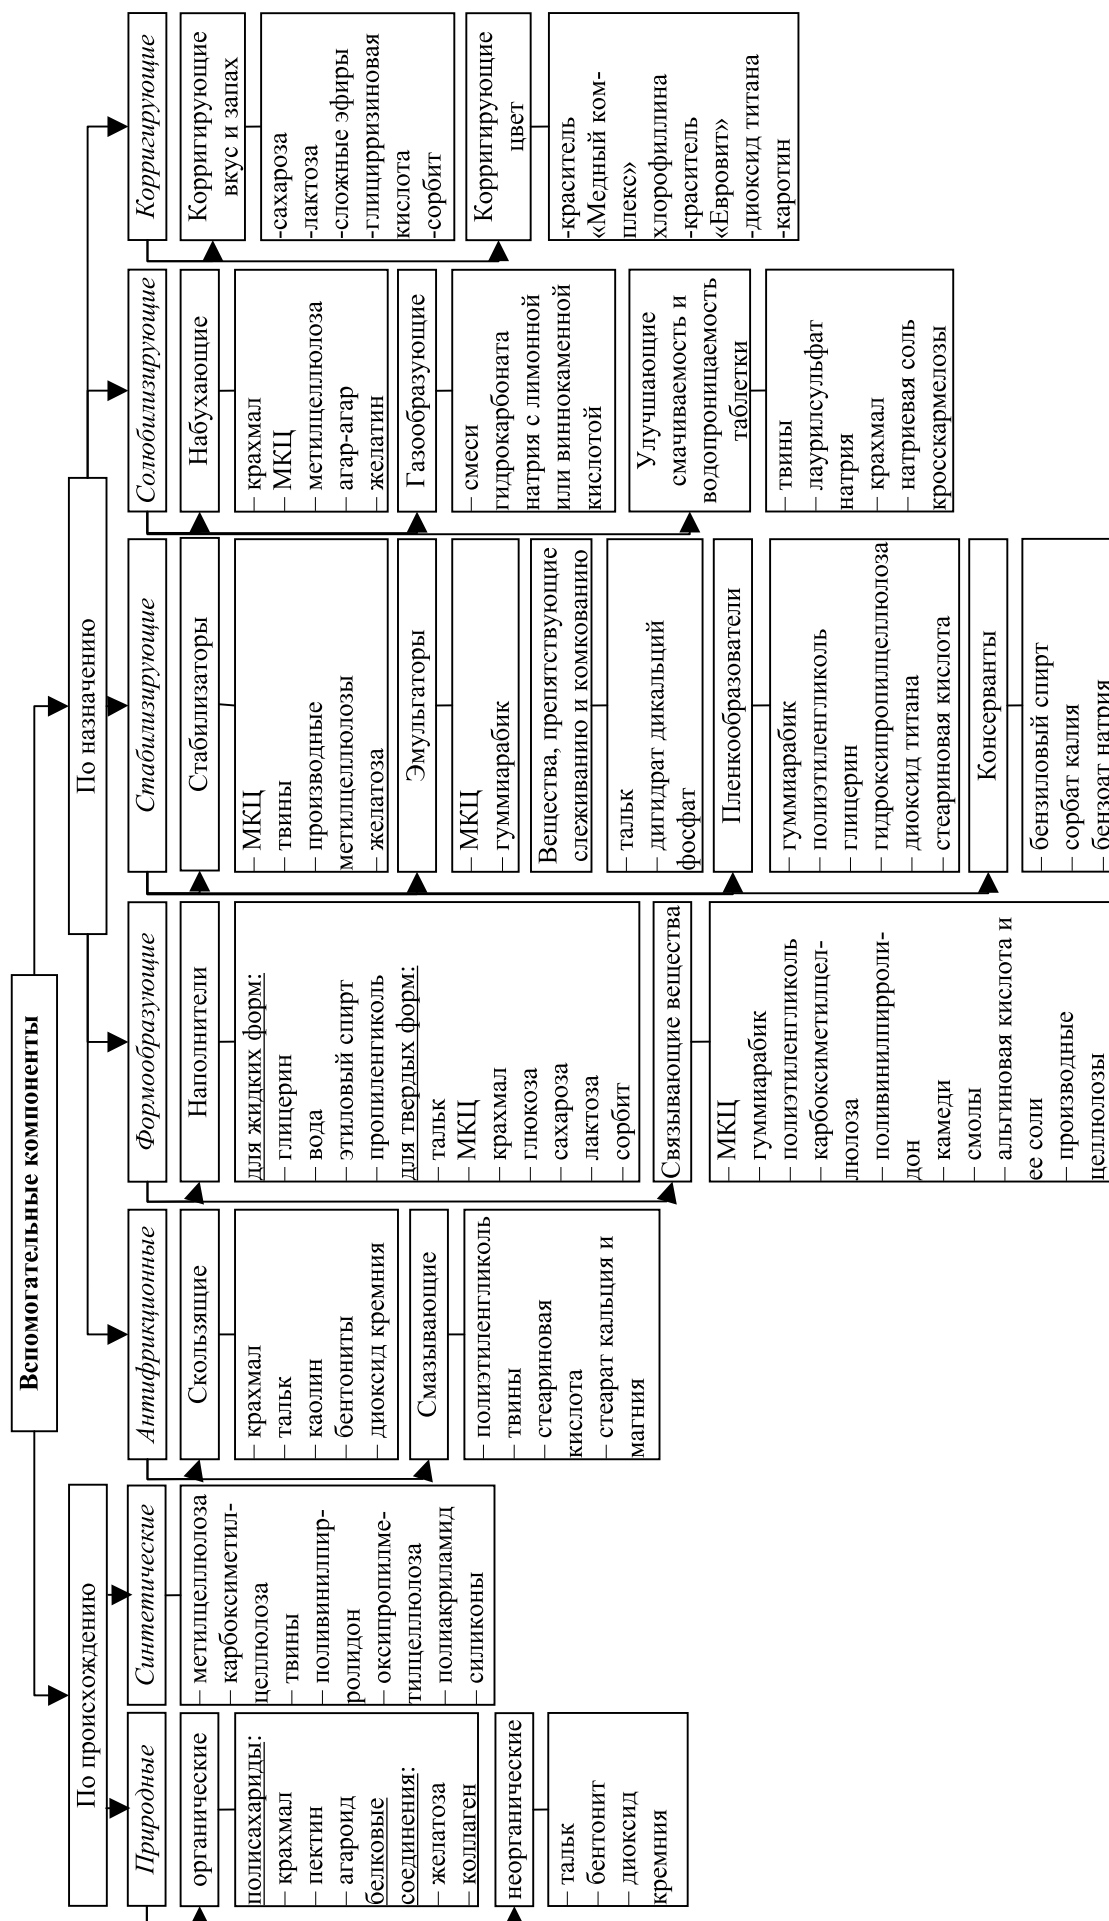 Вспомогательные компоненты
По происхождению
По назначению
Природные
органические
полисахариды:
— крахмал
— пектин
— агароид
белковые
соединения:
— желатоза
— коллаген
неорганические
— тальк
— бентонит
— диоксид
кремния
Синтетические
— метилцеллюлоза
— карбоксиметил-
целлюлоза
— твины
— поливинилпир-
ролидон
— оксипропилме-
тилцеллюлоза
— полиакриламид
— силиконы
Антифрикционные
Скользящие
— крахмал
— тальк
— каолин
— бентониты
— диоксид кремния
Смазывающие
— полиэтиленгликоль
— твины
— стеариновая
кислота
— стеарат кальция и
магния
Формообразующие
Наполнители
для жидких форм:
— глицерин
— вода
— этиловый спирт
— пропиленгиколь
для твердых форм:
— тальк
— МКЦ
— крахмал
— глюкоза
— сахароза
— лактоза
— сорбит
Связывающие вещества
— МКЦ
— гуммиарабик
— полиэтиленгликоль
— карбоксиметилцел-
люлоза
— поливинилпирроли-
дон
— камеди
— смолы
— альгиновая кислота и
ее соли
— производные
целлюлозы
Стабилизирующие
Стабилизаторы
— МКЦ
— твины
— производные
метилцеллюлозы
— желатоза
Эмульгаторы
— МКЦ
— гуммиарабик
Вещества, препятствующие
слеживанию и комкованию
— тальк
— дигидрат дикальций
фосфат
Пленкообразователи
— гуммиарабик
— полиэтиленгликоль
— глицерин
— гидроксипропилцеллюлоза
— диоксид титана
— стеариновая кислота
Консерванты
— бензиловый спирт
— сорбат калия
— бензоат натрия
Солюбилизирующие
Набухающие
— крахмал
— МКЦ
— метилцеллюлоза
— агар-агар
— желатин
Газообразующие
— смеси
гидрокарбоната
натрия с лимонной
или виннокаменной
кислотой
Улучшающие
смачиваемость и
водопроницаемость
таблетки
— твины
— лаурилсульфат
натрия
— крахмал
— натриевая соль
кросскармелозы
Корригирующие
Корригирующие
вкус и запах
-сахароза
-лактоза
-сложные эфиры
-глицирризиновая
кислота
-сорбит
Корригирующие
цвет
-краситель
«Медный ком-
плекс»
хлорофиллина
-краситель
«Евровит»
-диоксид титана
-каротин